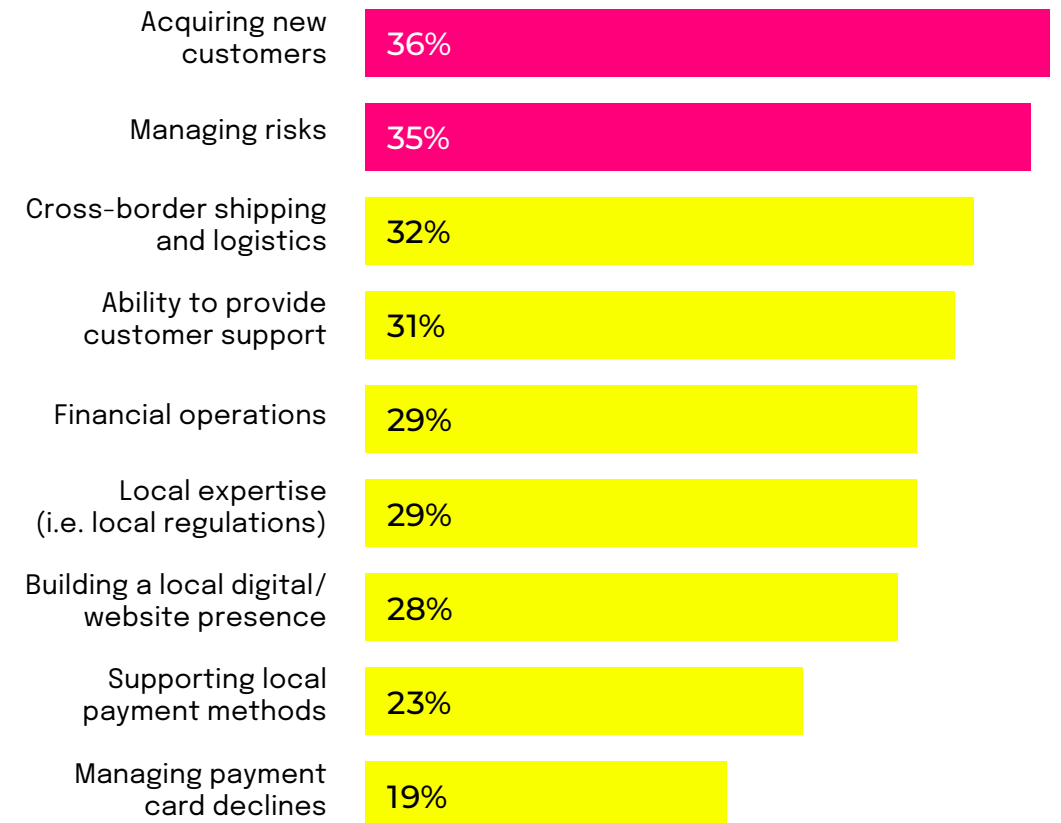 Acquiring new
customers
36%
Managing risks
35%
Cross-border shipping
and logistics
32%
Ability to provide
customer support
31%
Financial operations
29%
Local expertise
(i.e. local regulations)
29%
Building a local digital/
website presence
28%
Supporting local
payment methods
23%
Managing payment
card declines
19%